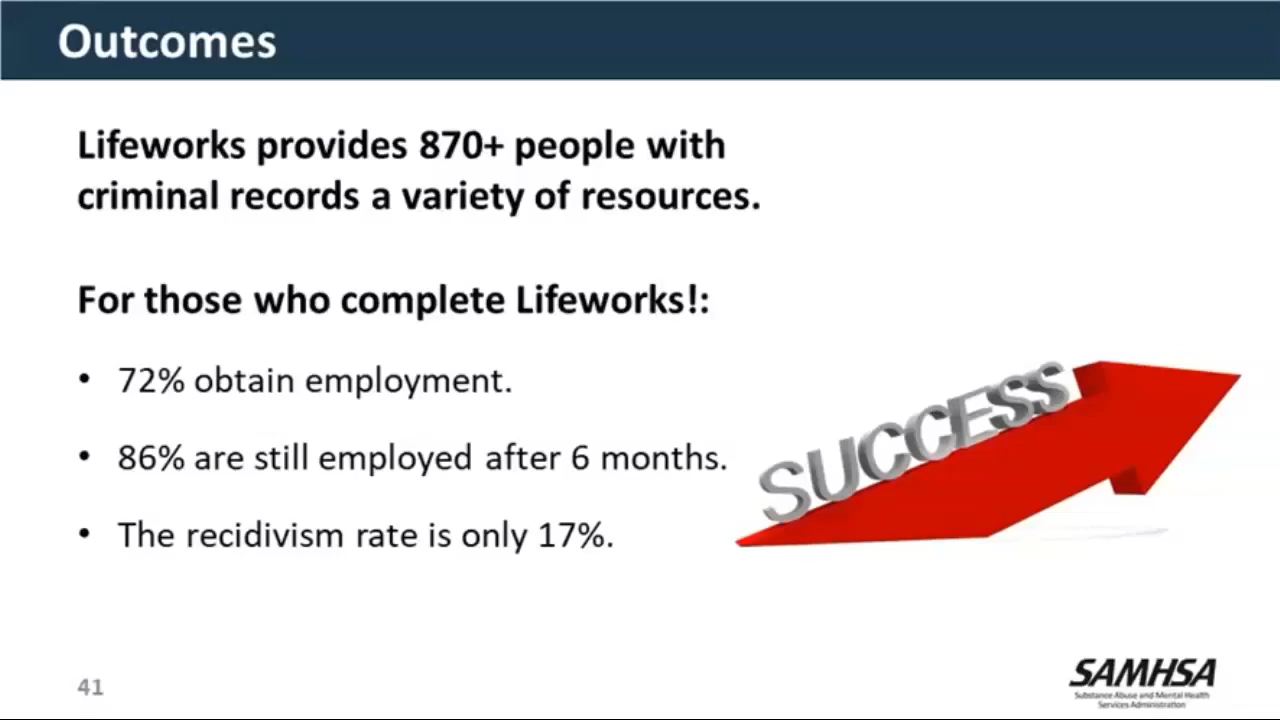 Outcomes
Lifeworks provides 870+ people with
criminal records a variety of resources.
For those who complete Lifeworks!:
• 72% obtain employment.
• 86% are still employed after 6 months.
• The recidivism rate is only 17%.
SUCCESS
41
SAMHSA
Substance Abuse and Mental Health
Services Administration